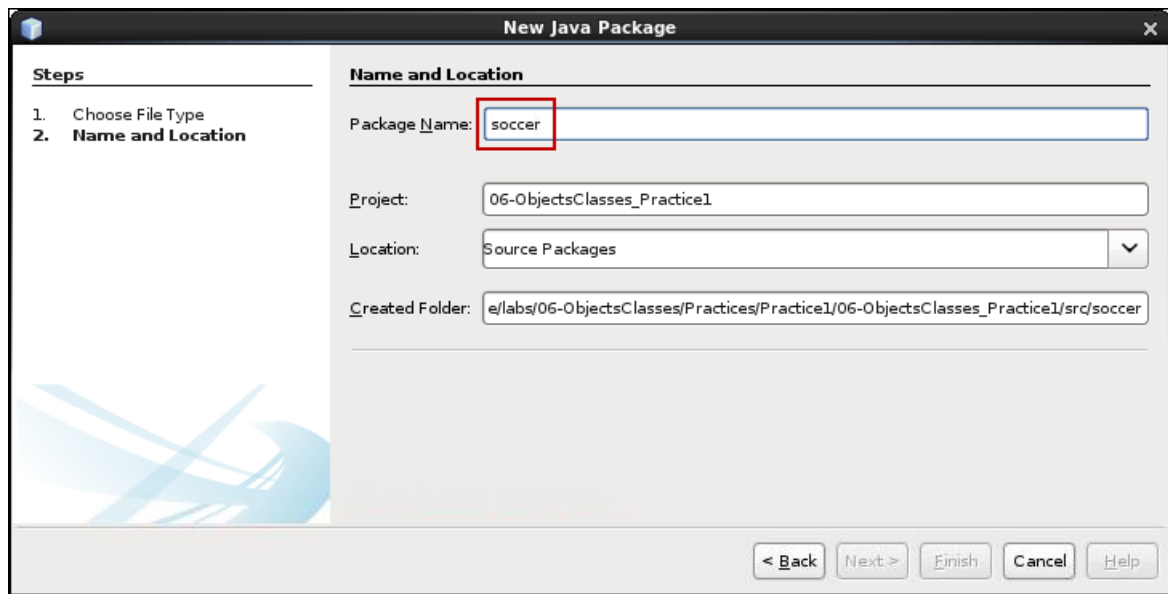 New Java Package
Steps
1. Choose File Type
2. Name and Location
Name and Location
Package Name: soccer
Project: 06-ObjectsClasses_Practice1
Location: Source Packages
Created Folder: e/labs/06-ObjectsClasses/Practices/Practice1/06-ObjectsClasses_Practice1/src/soccer
< Back Next > Finish Cancel Help